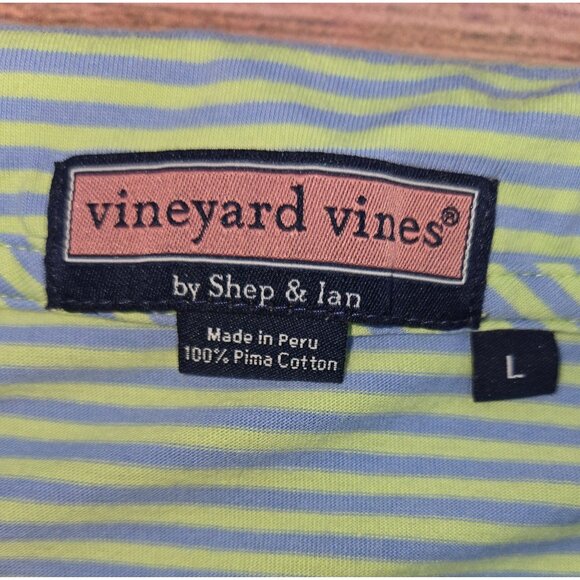 vineyard vines®
by Shep & Ian
Made in Peru
100% Pima Cotton
L